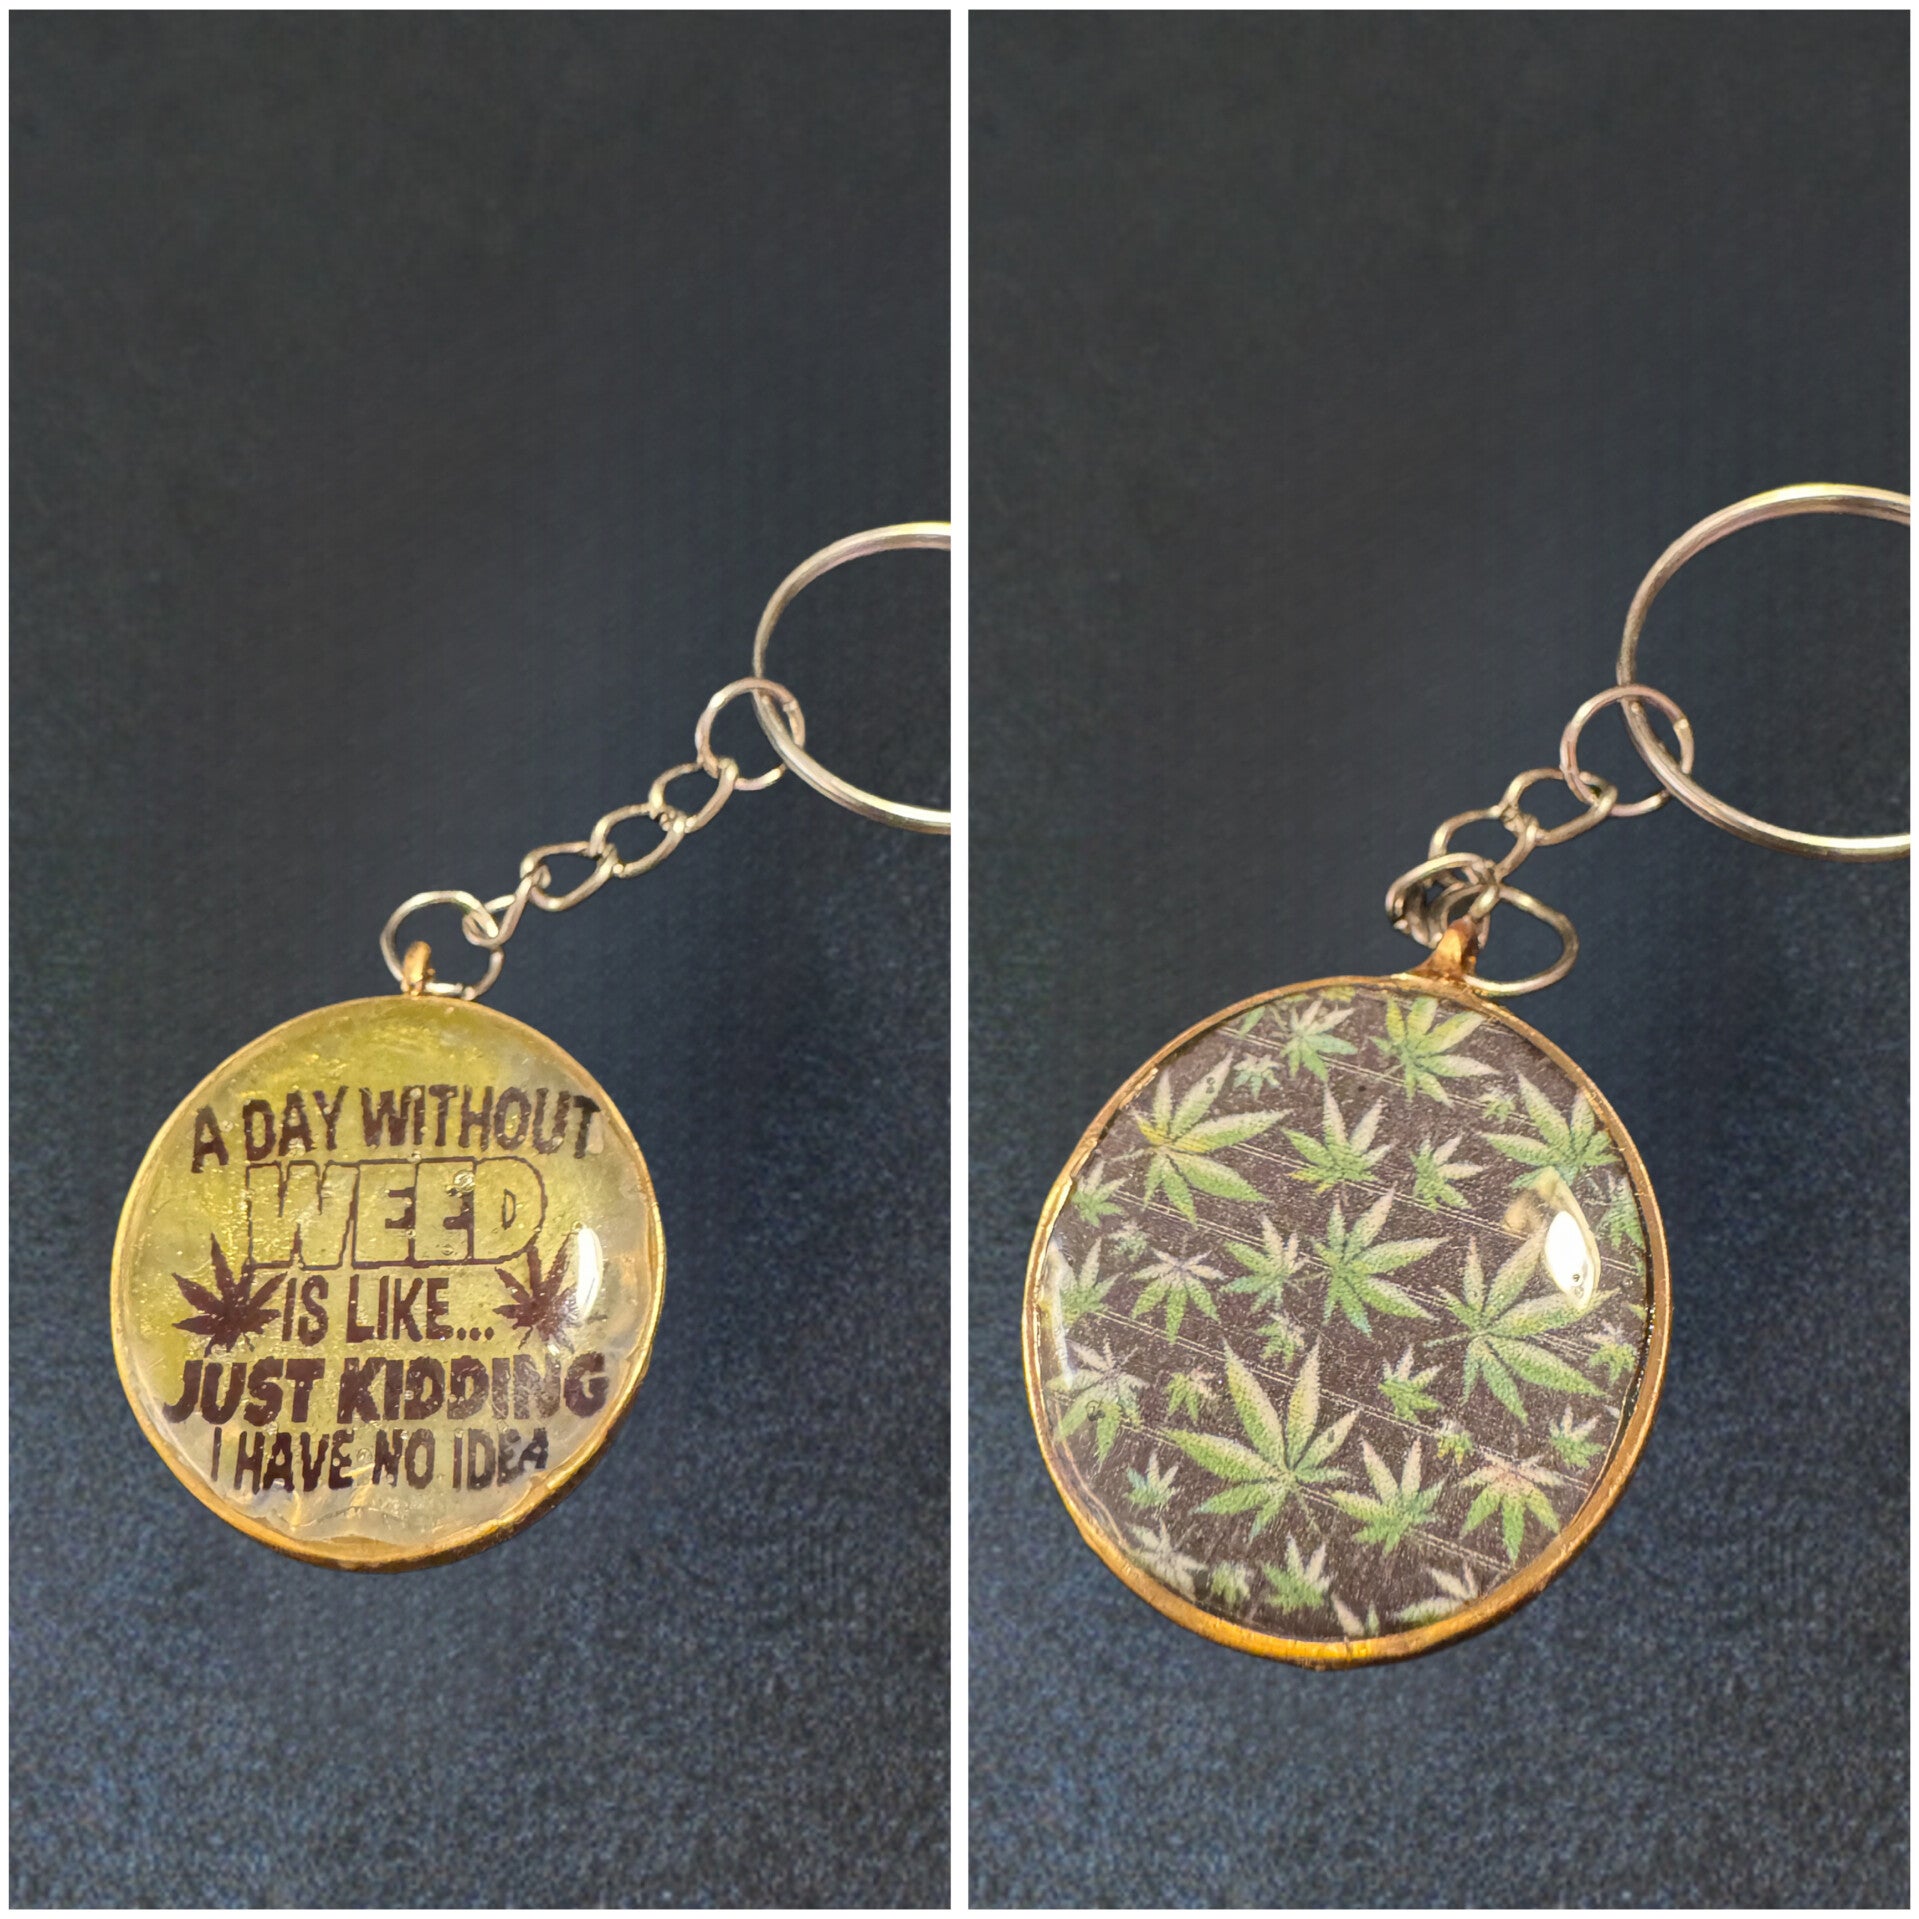 A DAY WITHOUT
WEED
IS LIKE...
JUST KIDDING
I HAVE NO IDEA